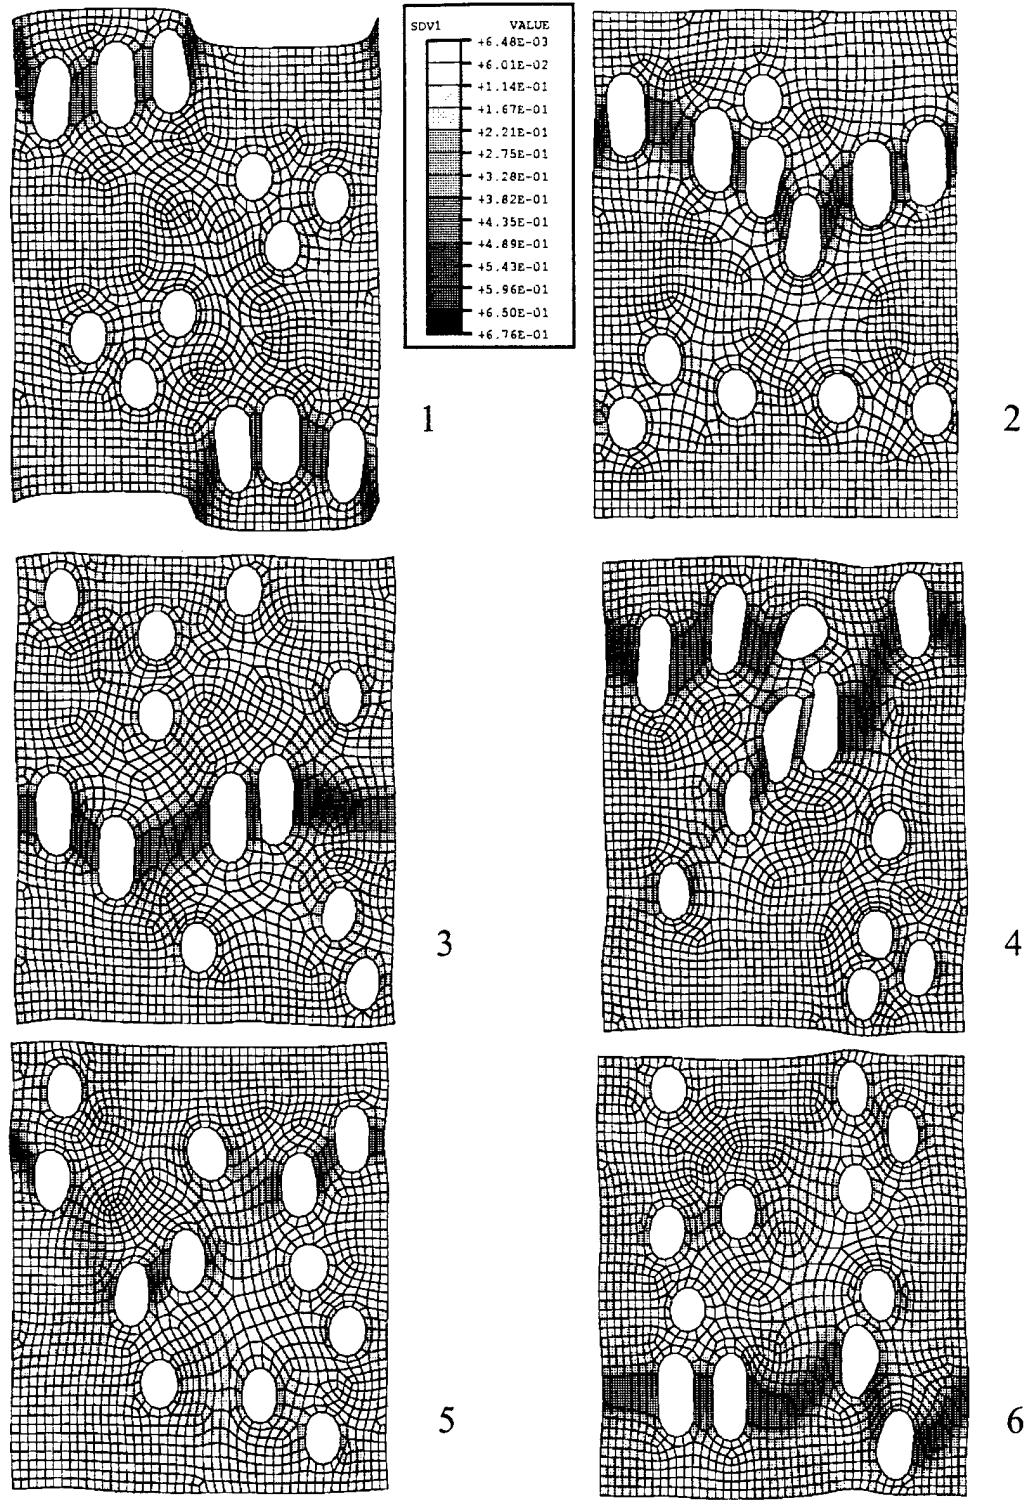 SDV1 VALUE
+6.48E-03
+6.01E-02
+1.14E-01
+1.67E-01
+2.21E-01
+2.75E-01
+3.28E-01
+3.82E-01
+4.35E-01
+4.89E-01
+5.43E-01
+5.96E-01
+6.50E-01
+6.76E-01
1
2
3
4
5
6